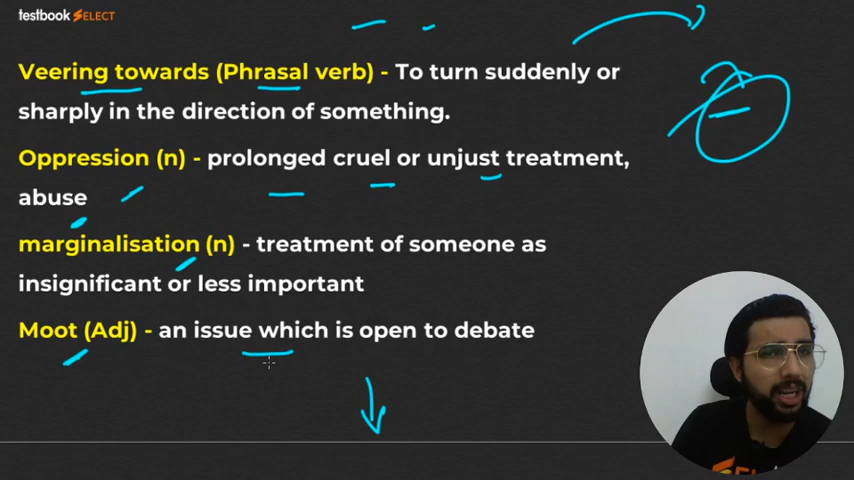 testbook SELECT
Veering towards (Phrasal verb) - To turn suddenly or
sharply in the direction of something.
Oppression (n) - prolonged cruel or unjust treatment,
abuse
marginalisation (n) - treatment of someone as
insignificant or less important
Moot (Adj) - an issue which is open to debate